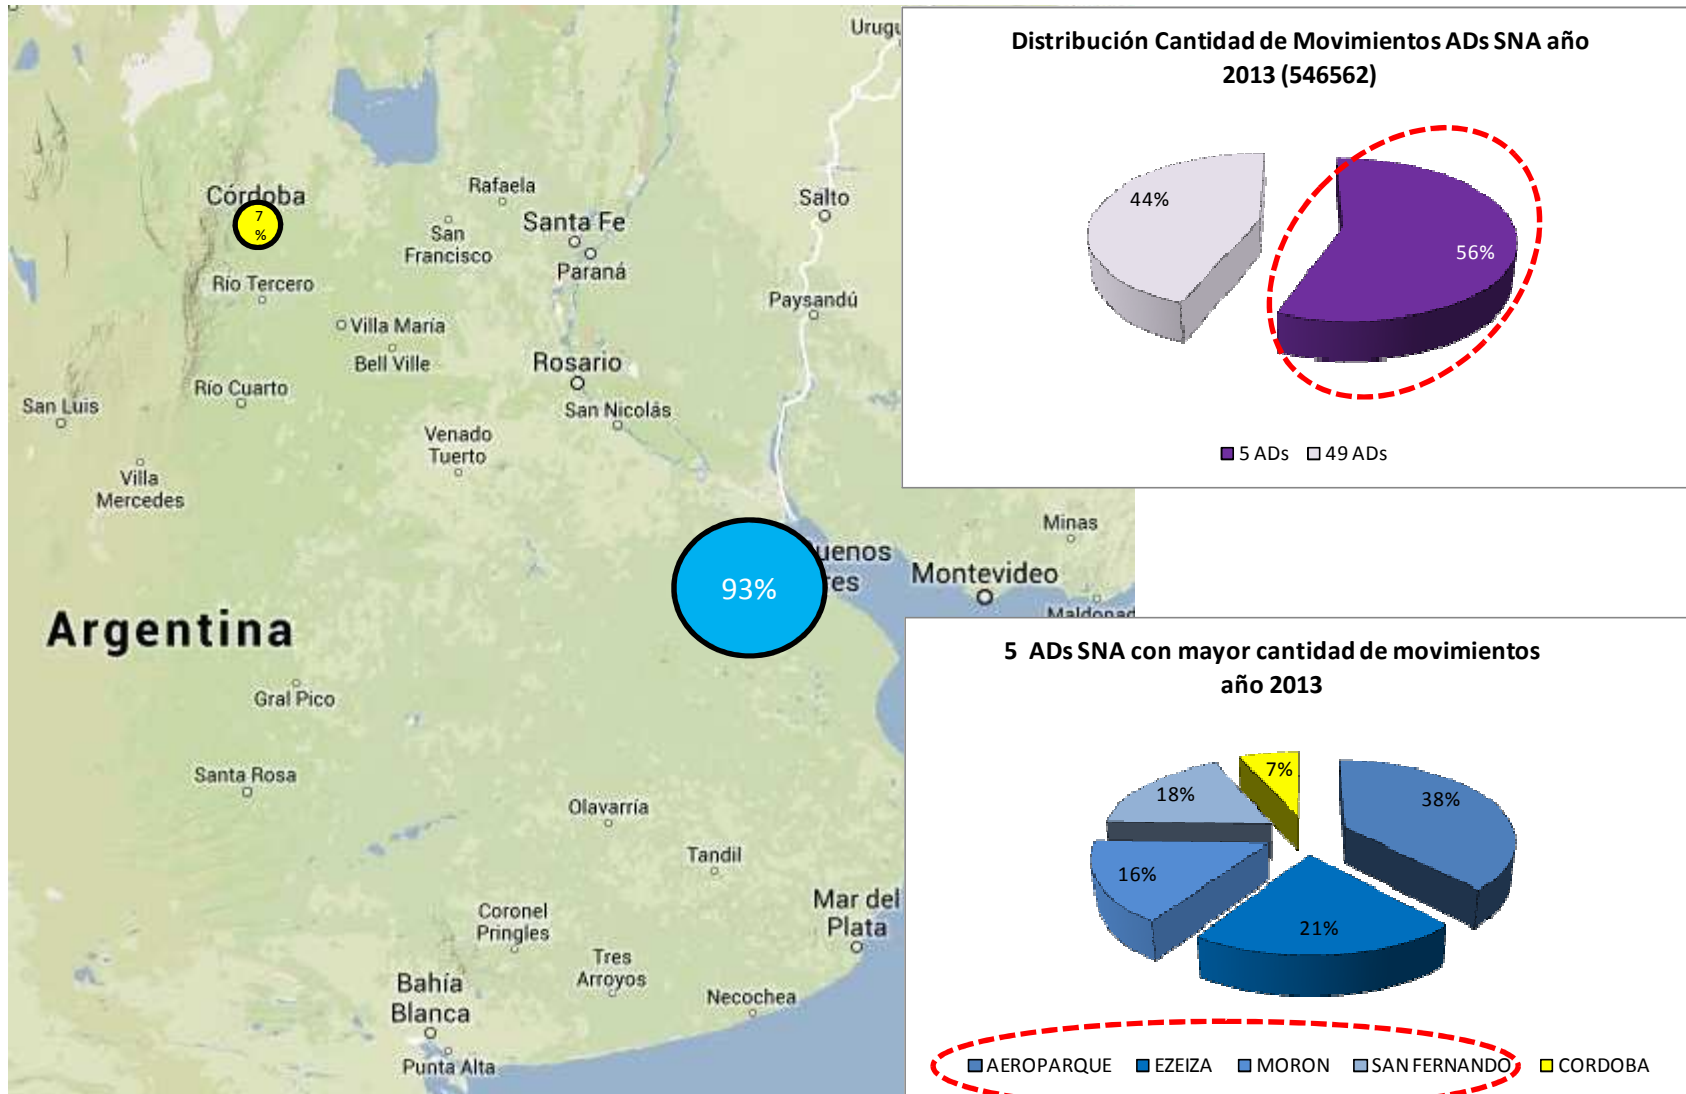 Urugu
Córdoba
7
%
Rafaela
San
Francisco
Santa Fe
Paraná
Salto
Río Tercero
Paysandú
Villa María
Bell Ville
Rosario
Río Cuarto
San Luis
San Nicolás
Venado
Tuerto
Villa
Mercedes
Minas
uenos
res
93%
Montevideo
Maldonad
Argentina
Gral Pico
Santa Rosa
Olavarría
Tandil
Mar del
Plata
Coronel
Pringles
Tres
Arroyos
Bahía
Blanca
Necochea
Punta Alta
Distribución Cantidad de Movimientos ADs SNA año
2013 (546562)
44%
56%
5 ADs 49 ADs
5 ADs SNA con mayor cantidad de movimientos
año 2013
7%
18%
38%
16%
21%
AEROPARQUE EZEIZA MORON SAN FERNANDO CORDOBA